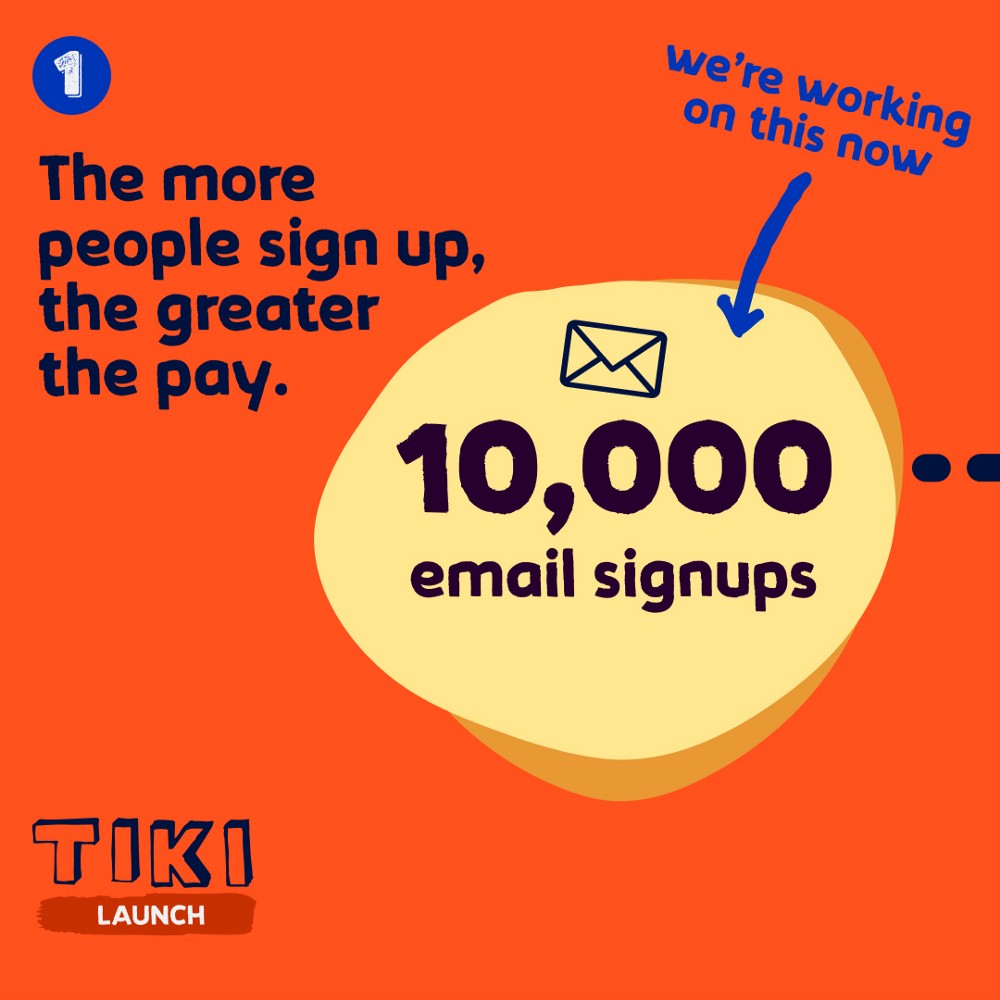 1
we're working
on this now
The more
people sign up,
the greater
the pay.
10,000
email signups
TIKI
LAUNCH